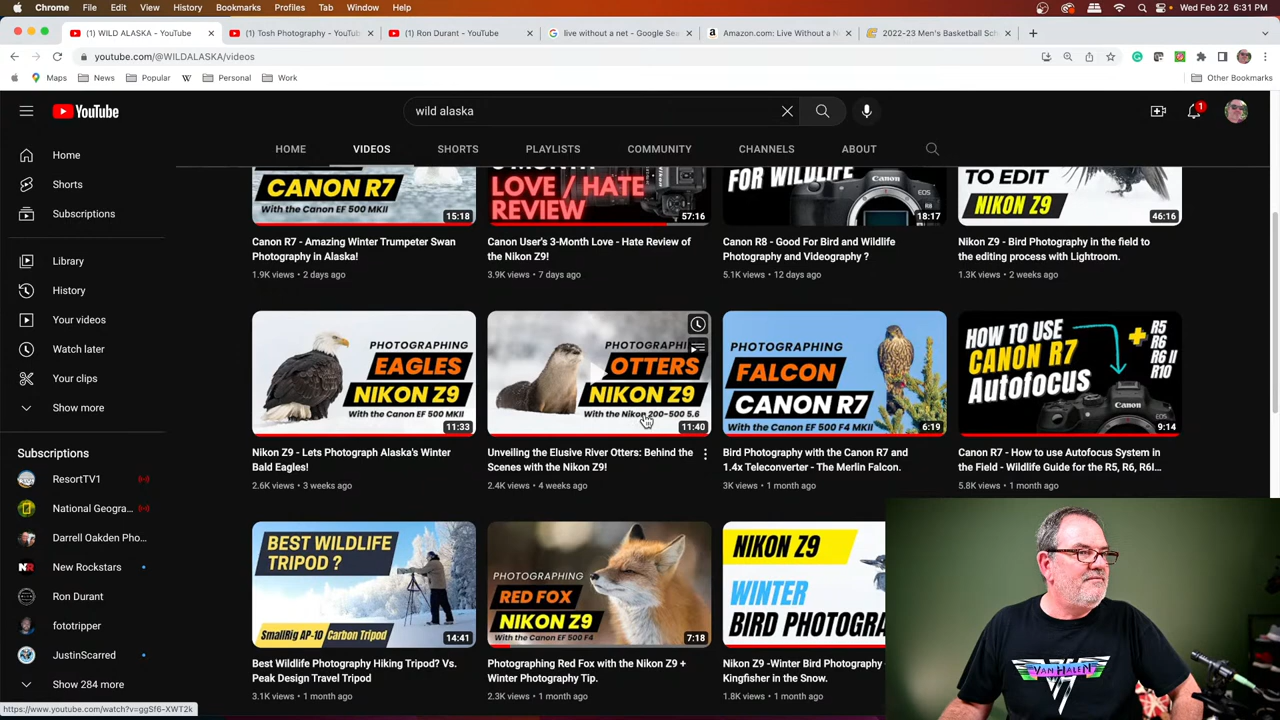 Chrome File Edit View History Bookmarks Profiles Tab Window Help Wed Feb 22 6:31 PM
(1) WILD ALASKA - YouTube (1) Tosh Photography - YouTu (1) Ron Durant - YouTube live without a net - Google Sea Amazon.com: Live Without a N 2022-23 Men's Basketball Sch
youtube.com/@WILDALASKA/videos
Maps News Popular W Personal Work Other Bookmarks
YouTube wild alaska 1
HOME VIDEOS SHORTS PLAYLISTS COMMUNITY CHANNELS ABOUT
Home
Shorts
Subscriptions
Library
History
Your videos
Watch later
Your clips
Show more
Subscriptions
ResortTV1
National Geogra...
Darrell Oakden Pho...
New Rockstars
Ron Durant
fototripper
JustinScarred
Show 284 more
CANON R7
With the Canon EF 500 MKII
15:18
Canon R7 - Amazing Winter Trumpeter Swan
Photography in Alaska!
1.9K views • 2 days ago
LOVE / HATE
REVIEW
57:16
Canon User's 3-Month Love - Hate Review of
the Nikon Z9!
3.9K views • 7 days ago
FOR WILDLIFE
Canon
EOS
R8
18:17
Canon R8 - Good For Bird and Wildlife
Photography and Videography ?
5.1K views • 12 days ago
TO EDIT
NIKON Z9
46:16
Nikon Z9 - Bird Photography in the field to
the editing process with Lightroom.
1.3K views • 2 weeks ago
PHOTOGRAPHING
EAGLES
NIKON Z9
With the Canon EF 500 MKII
11:33
Nikon Z9 - Lets Photograph Alaska's Winter
Bald Eagles!
2.6K views • 3 weeks ago
PHOTOGRAPHI
OTTERS
NIKON Z9
With the Nikon 200-500 5.6
11:40
Unveiling the Elusive River Otters: Behind the
Scenes with the Nikon Z9!
2.4K views • 4 weeks ago
PHOTOGRAPHING
FALCON
CANON R7
With the Canon EF 500 F4 MKII
6:19
Bird Photography with the Canon R7 and
1.4x Teleconverter - The Merlin Falcon.
3K views • 1 month ago
HOW TO USE
CANON R7
Autofocus
+ R5
R6
R6 II
R10
Canon
9:14
Canon R7 - How to use Autofocus System in
the Field - Wildlife Guide for the R5, R6, R6I...
5.8K views • 1 month ago
BEST WILDLIFE
TRIPOD ?
SmallRig AP-10 Carbon Tripod
14:41
Best Wildlife Photography Hiking Tripod? Vs.
Peak Design Travel Tripod
3.1K views • 1 month ago
PHOTOGRAPHING
RED FOX
NIKON Z9
With the Canon EF 500 F4
7:18
Photographing Red Fox with the Nikon Z9 +
Winter Photography Tip.
2.3K views • 1 month ago
NIKON Z9
WINTER
BIRD PHOTOGRA
Nikon Z9 -Winter Bird Photography -
Kingfisher in the Snow.
1.8K views • 1 month ago
VAN HALEN
https://www.youtube.com/watch?v=ggSf6-XWT2k